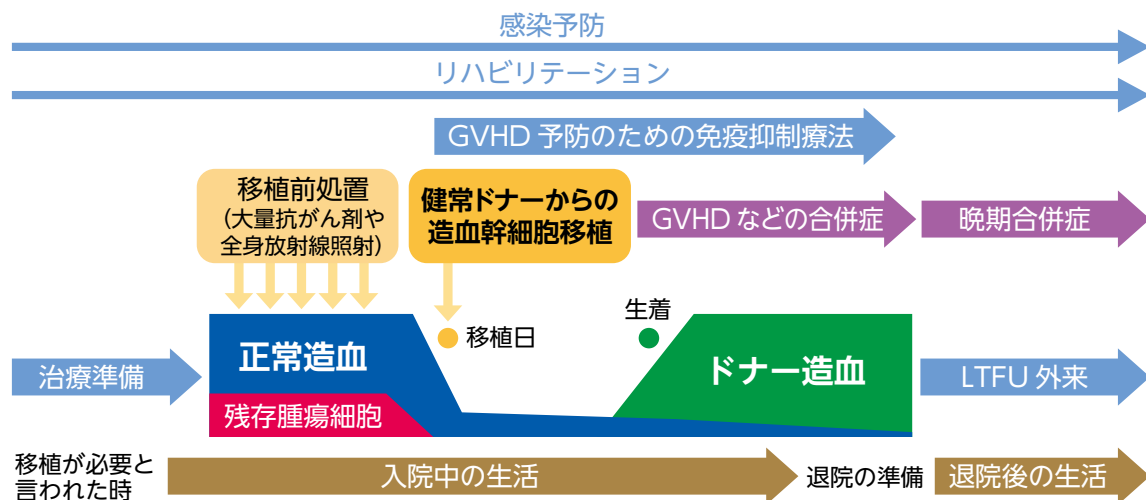 感染予防
リハビリテーション
GVHD 予防のための免疫抑制療法
移植前処置
(大量抗がん剤や
全身放射線照射)
健常ドナーからの
造血幹細胞移植
GVHD などの合併症
晩期合併症
移植日
生着
治療準備
正常造血
残存腫瘍細胞
ドナー造血
LTFU 外来
移植が必要と
言われた時
入院中の生活
退院の準備
退院後の生活